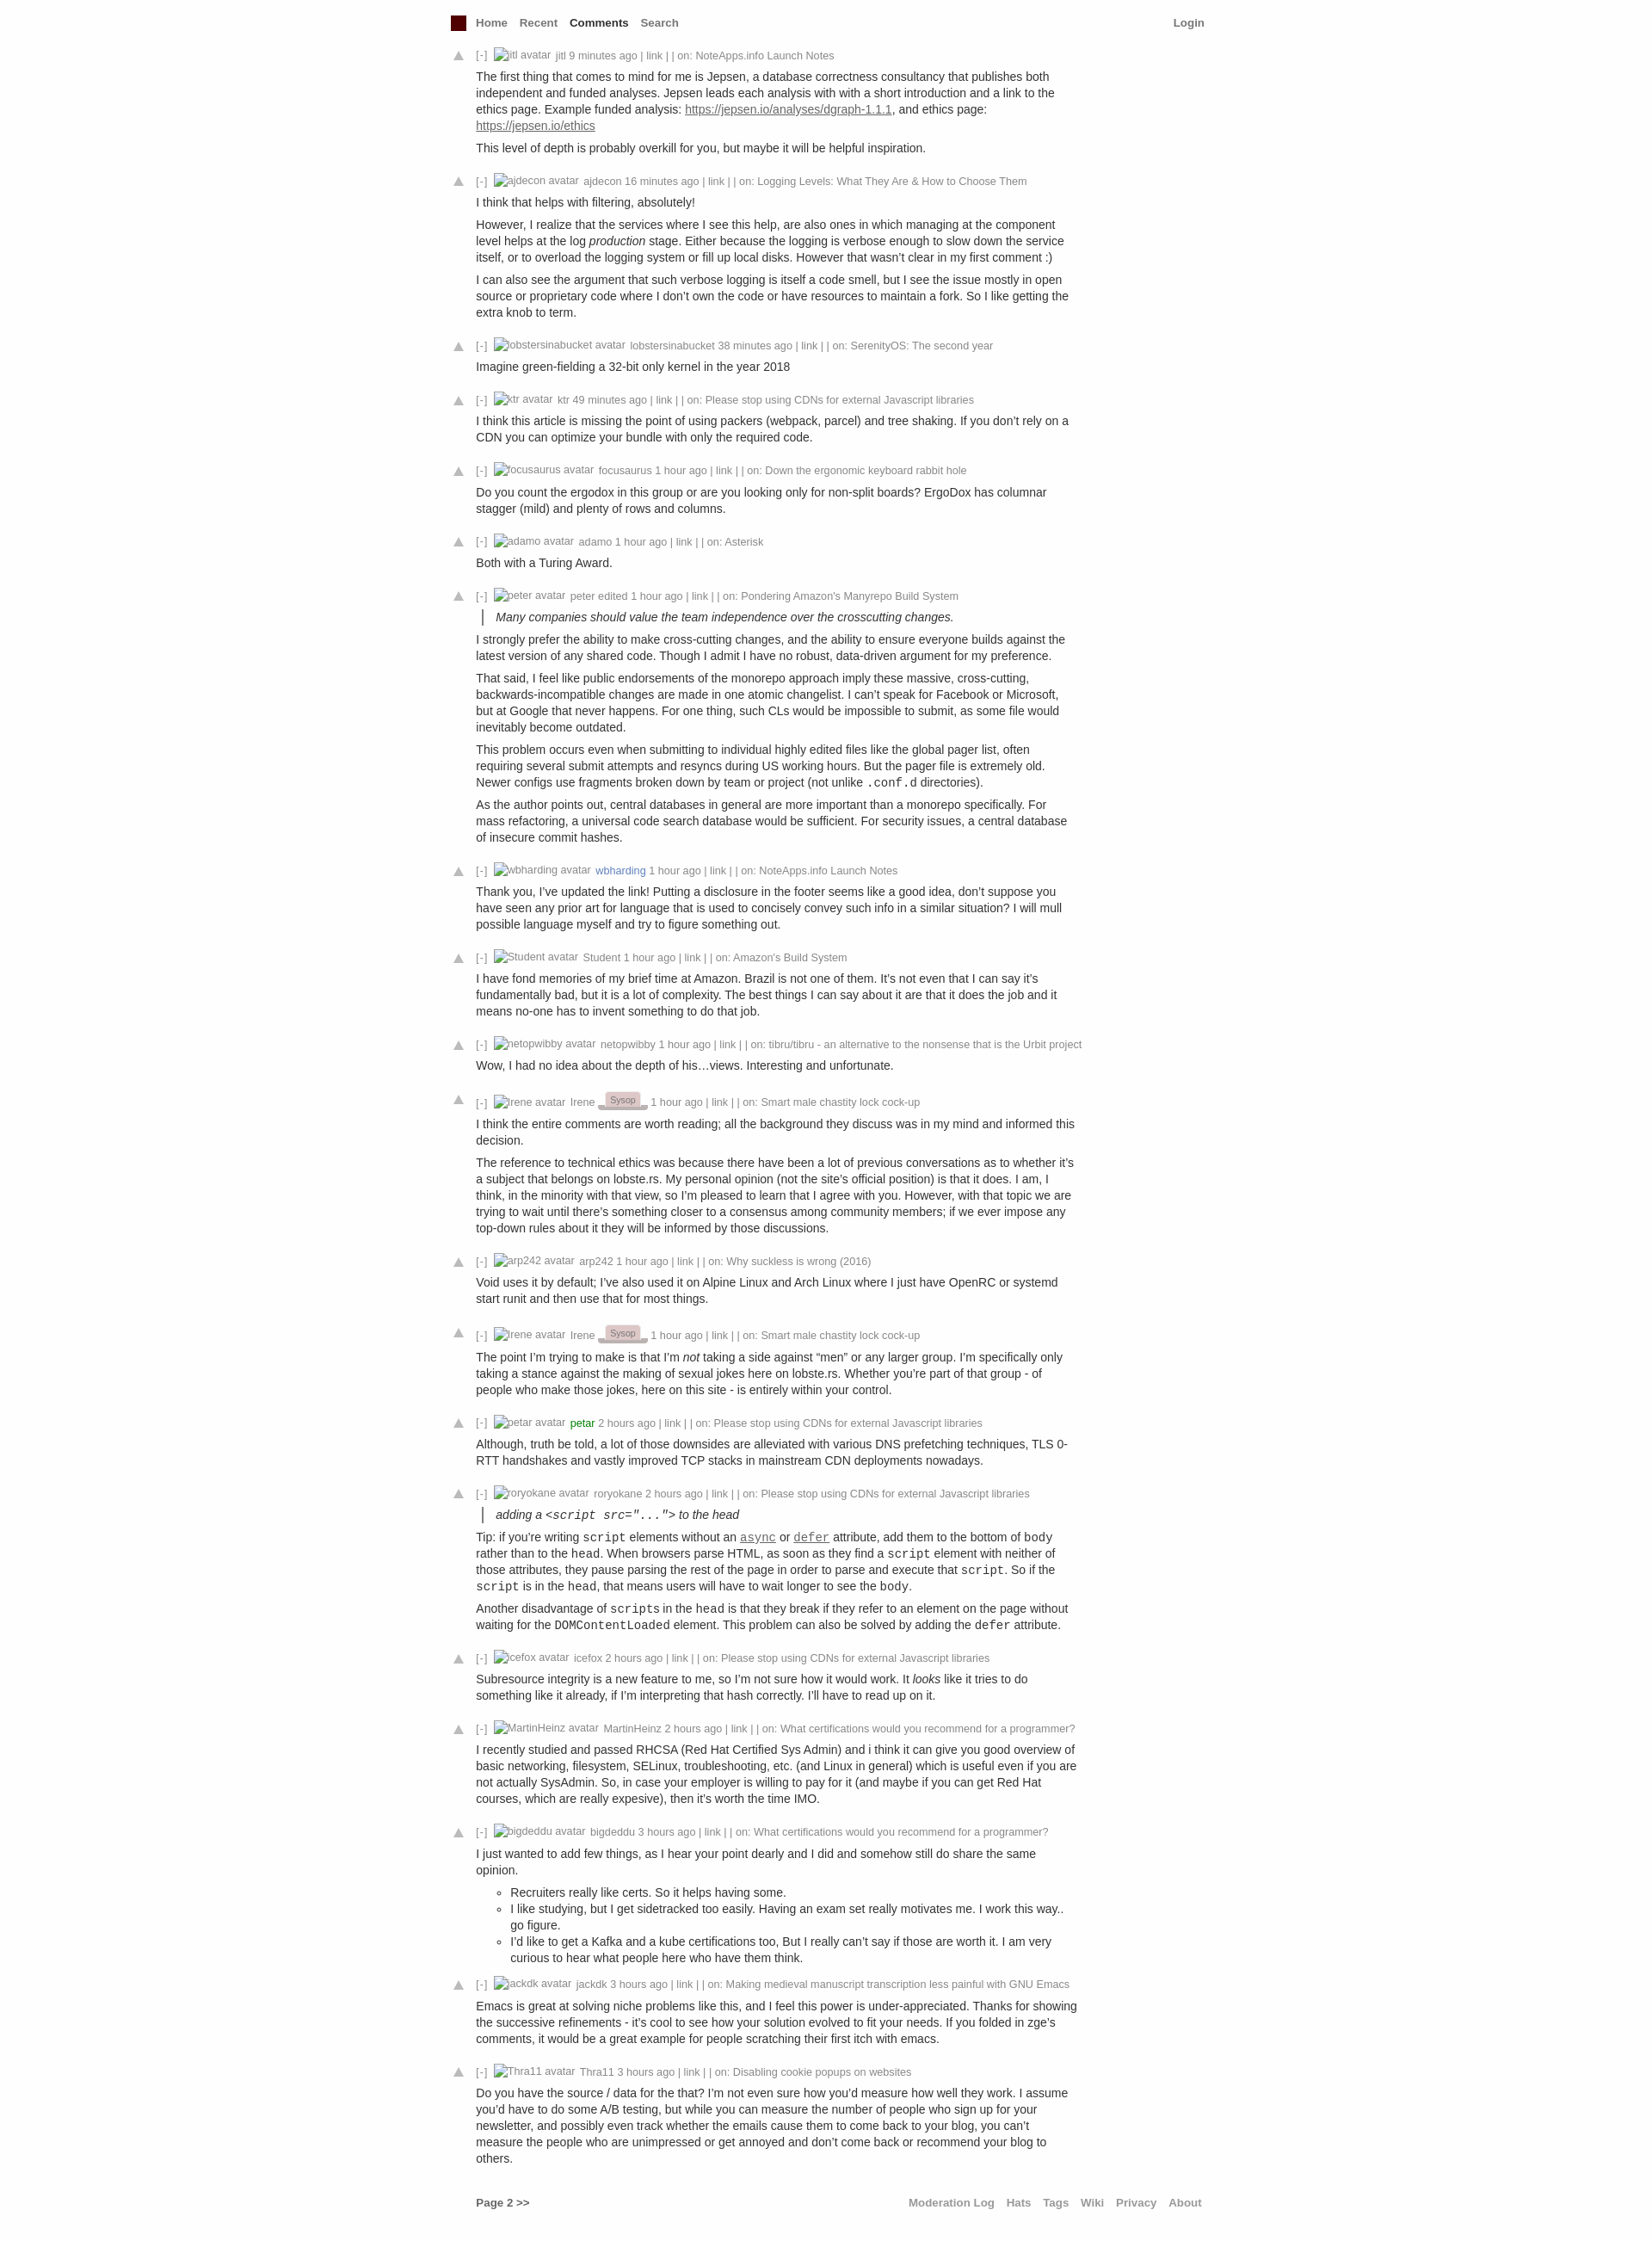 Home Recent Comments Search Login
[-] jitl avatar jitl 9 minutes ago | link | | on: NoteApps.info Launch Notes
The first thing that comes to mind for me is Jepsen, a database correctness consultancy that publishes both
independent and funded analyses. Jepsen leads each analysis with with a short introduction and a link to the
ethics page. Example funded analysis: https://jepsen.io/analyses/dgraph-1.1.1, and ethics page:
https://jepsen.io/ethics
This level of depth is probably overkill for you, but maybe it will be helpful inspiration.
[-] ajdecon avatar ajdecon 16 minutes ago | link | | on: Logging Levels: What They Are & How to Choose Them
I think that helps with filtering, absolutely!
However, I realize that the services where I see this help, are also ones in which managing at the component
level helps at the log production stage. Either because the logging is verbose enough to slow down the service
itself, or to overload the logging system or fill up local disks. However that wasn’t clear in my first comment :)
I can also see the argument that such verbose logging is itself a code smell, but I see the issue mostly in open
source or proprietary code where I don’t own the code or have resources to maintain a fork. So I like getting the
extra knob to term.
[-] lobstersinabucket avatar lobstersinabucket 38 minutes ago | link | | on: SerenityOS: The second year
Imagine green-fielding a 32-bit only kernel in the year 2018
[-] ktr avatar ktr 49 minutes ago | link | | on: Please stop using CDNs for external Javascript libraries
I think this article is missing the point of using packers (webpack, parcel) and tree shaking. If you don’t rely on a
CDN you can optimize your bundle with only the required code.
[-] focusaurus avatar focusaurus 1 hour ago | link | | on: Down the ergonomic keyboard rabbit hole
Do you count the ergodox in this group or are you looking only for non-split boards? ErgoDox has columnar
stagger (mild) and plenty of rows and columns.
[-] adamo avatar adamo 1 hour ago | link | | on: Asterisk
Both with a Turing Award.
[-] peter avatar peter edited 1 hour ago | link | | on: Pondering Amazon's Manyrepo Build System
Many companies should value the team independence over the crosscutting changes.
I strongly prefer the ability to make cross-cutting changes, and the ability to ensure everyone builds against the
latest version of any shared code. Though I admit I have no robust, data-driven argument for my preference.
That said, I feel like public endorsements of the monorepo approach imply these massive, cross-cutting,
backwards-incompatible changes are made in one atomic changelist. I can’t speak for Facebook or Microsoft,
but at Google that never happens. For one thing, such CLs would be impossible to submit, as some file would
inevitably become outdated.
This problem occurs even when submitting to individual highly edited files like the global pager list, often
requiring several submit attempts and resyncs during US working hours. But the pager file is extremely old.
Newer configs use fragments broken down by team or project (not unlike .conf.d directories).
As the author points out, central databases in general are more important than a monorepo specifically. For
mass refactoring, a universal code search database would be sufficient. For security issues, a central database
of insecure commit hashes.
[-] wbharding avatar wbharding 1 hour ago | link | | on: NoteApps.info Launch Notes
Thank you, I’ve updated the link! Putting a disclosure in the footer seems like a good idea, don’t suppose you
have seen any prior art for language that is used to concisely convey such info in a similar situation? I will mull
possible language myself and try to figure something out.
[-] Student avatar Student 1 hour ago | link | | on: Amazon's Build System
I have fond memories of my brief time at Amazon. Brazil is not one of them. It’s not even that I can say it’s
fundamentally bad, but it is a lot of complexity. The best things I can say about it are that it does the job and it
means no-one has to invent something to do that job.
[-] netopwibby avatar netopwibby 1 hour ago | link | | on: tibru/tibru - an alternative to the nonsense that is the Urbit project
Wow, I had no idea about the depth of his…views. Interesting and unfortunate.
[-] Irene avatar Irene Sysop 1 hour ago | link | | on: Smart male chastity lock cock-up
I think the entire comments are worth reading; all the background they discuss was in my mind and informed this
decision.
The reference to technical ethics was because there have been a lot of previous conversations as to whether it’s
a subject that belongs on lobste.rs. My personal opinion (not the site’s official position) is that it does. I am, I
think, in the minority with that view, so I’m pleased to learn that I agree with you. However, with that topic we are
trying to wait until there’s something closer to a consensus among community members; if we ever impose any
top-down rules about it they will be informed by those discussions.
[-] arp242 avatar arp242 1 hour ago | link | | on: Why suckless is wrong (2016)
Void uses it by default; I’ve also used it on Alpine Linux and Arch Linux where I just have OpenRC or systemd
start runit and then use that for most things.
[-] Irene avatar Irene Sysop 1 hour ago | link | | on: Smart male chastity lock cock-up
The point I’m trying to make is that I’m not taking a side against “men” or any larger group. I’m specifically only
taking a stance against the making of sexual jokes here on lobste.rs. Whether you’re part of that group - of
people who make those jokes, here on this site - is entirely within your control.
[-] petar avatar petar 2 hours ago | link | | on: Please stop using CDNs for external Javascript libraries
Although, truth be told, a lot of those downsides are alleviated with various DNS prefetching techniques, TLS 0-
RTT handshakes and vastly improved TCP stacks in mainstream CDN deployments nowadays.
[-] roryokane avatar roryokane 2 hours ago | link | | on: Please stop using CDNs for external Javascript libraries
adding a <script src="..."> to the head
Tip: if you’re writing script elements without an async or defer attribute, add them to the bottom of body
rather than to the head. When browsers parse HTML, as soon as they find a script element with neither of
those attributes, they pause parsing the rest of the page in order to parse and execute that script. So if the
script is in the head, that means users will have to wait longer to see the body.
Another disadvantage of scripts in the head is that they break if they refer to an element on the page without
waiting for the DOMContentLoaded element. This problem can also be solved by adding the defer attribute.
[-] icefox avatar icefox 2 hours ago | link | | on: Please stop using CDNs for external Javascript libraries
Subresource integrity is a new feature to me, so I’m not sure how it would work. It looks like it tries to do
something like it already, if I’m interpreting that hash correctly. I’ll have to read up on it.
[-] MartinHeinz avatar MartinHeinz 2 hours ago | link | | on: What certifications would you recommend for a programmer?
I recently studied and passed RHCSA (Red Hat Certified Sys Admin) and i think it can give you good overview of
basic networking, filesystem, SELinux, troubleshooting, etc. (and Linux in general) which is useful even if you are
not actually SysAdmin. So, in case your employer is willing to pay for it (and maybe if you can get Red Hat
courses, which are really expesive), then it’s worth the time IMO.
[-] bigdeddu avatar bigdeddu 3 hours ago | link | | on: What certifications would you recommend for a programmer?
I just wanted to add few things, as I hear your point dearly and I did and somehow still do share the same
opinion.
Recruiters really like certs. So it helps having some.
I like studying, but I get sidetracked too easily. Having an exam set really motivates me. I work this way..
go figure.
I’d like to get a Kafka and a kube certifications too, But I really can’t say if those are worth it. I am very
curious to hear what people here who have them think.
[-] jackdk avatar jackdk 3 hours ago | link | | on: Making medieval manuscript transcription less painful with GNU Emacs
Emacs is great at solving niche problems like this, and I feel this power is under-appreciated. Thanks for showing
the successive refinements - it’s cool to see how your solution evolved to fit your needs. If you folded in zge’s
comments, it would be a great example for people scratching their first itch with emacs.
[-] Thra11 avatar Thra11 3 hours ago | link | | on: Disabling cookie popups on websites
Do you have the source / data for the that? I’m not even sure how you’d measure how well they work. I assume
you’d have to do some A/B testing, but while you can measure the number of people who sign up for your
newsletter, and possibly even track whether the emails cause them to come back to your blog, you can’t
measure the people who are unimpressed or get annoyed and don’t come back or recommend your blog to
others.
Page 2 >> Moderation Log Hats Tags Wiki Privacy About